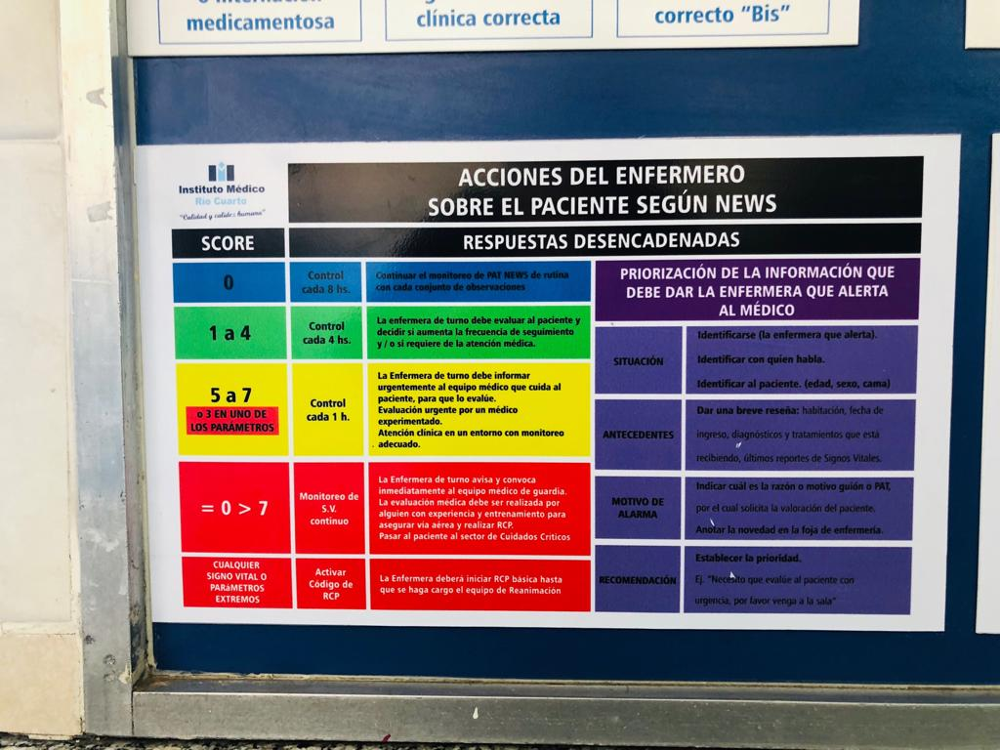 medicamentosa
clínica correcta
correcto "Bis"
Instituto Médico
Río Cuarto
"Calidad y calidez humana"
ACCIONES DEL ENFERMERO
SOBRE EL PACIENTE SEGÚN NEWS
SCORE
RESPUESTAS DESENCADENADAS
0
Control
cada 8 hs.
Continuar el monitoreo de PAT NEWS de rutina
con cada conjunto de observaciones
1 a 4
Control
cada 4 hs.
La enfermera de turno debe evaluar al paciente y
decidir si aumenta la frecuencia de seguimiento
y / o si requiere de la atención médica.
5 a 7
o 3 EN UNO DE
LOS PARÁMETROS
Control
cada 1 h.
La Enfermera de turno debe informar
urgentemente al equipo médico que cuida al
paciente, para que lo evalúe.
Evaluación urgente por un médico
experimentado.
Atención clínica en un entorno con monitoreo
adecuado.
= 0 > 7
Monitoreo de
S.V.
continuo
La Enfermera de turno avisa y convoca
inmediatamente al equipo médico de guardia.
La evaluación médica debe ser realizada por
alguien con experiencia y entrenamiento para
asegurar vía aérea y realizar RCP.
Pasar al paciente al sector de Cuidados Criticos
CUALQUIER
SIGNO VITAL O
PARáMETROS
EXTREMOS
Activar
Código de
RCP
La Enfermera deberá iniciar RCP básica hasta
que se haga cargo el equipo de Reanimación
PRIORIZACIÓN DE LA INFORMACIÓN QUE
DEBE DAR LA ENFERMERA QUE ALERTA
AL MÉDICO
SITUACIÓN
Identificarse (la enfermera que alerta).
Identificar con quien habla.
Identificar al paciente. (edad, sexo, cama)
ANTECEDENTES
Dar una breve reseña: habitación, fecha de
ingreso, diagnósticos y tratamientos que está
recibiendo, últimos reportes de Signos Vitales.
MOTIVO DE
ALARMA
Indicar cuál es la razón o motivo guión o PAT,
por el cual solicita la valoración del paciente.
Anotar la novedad en la foja de enfermería.
RECOMENDACIÓN
Establecer la prioridad.
Ej. "Necesito que evalúe al paciente con
urgencia, por favor venga a la sala"